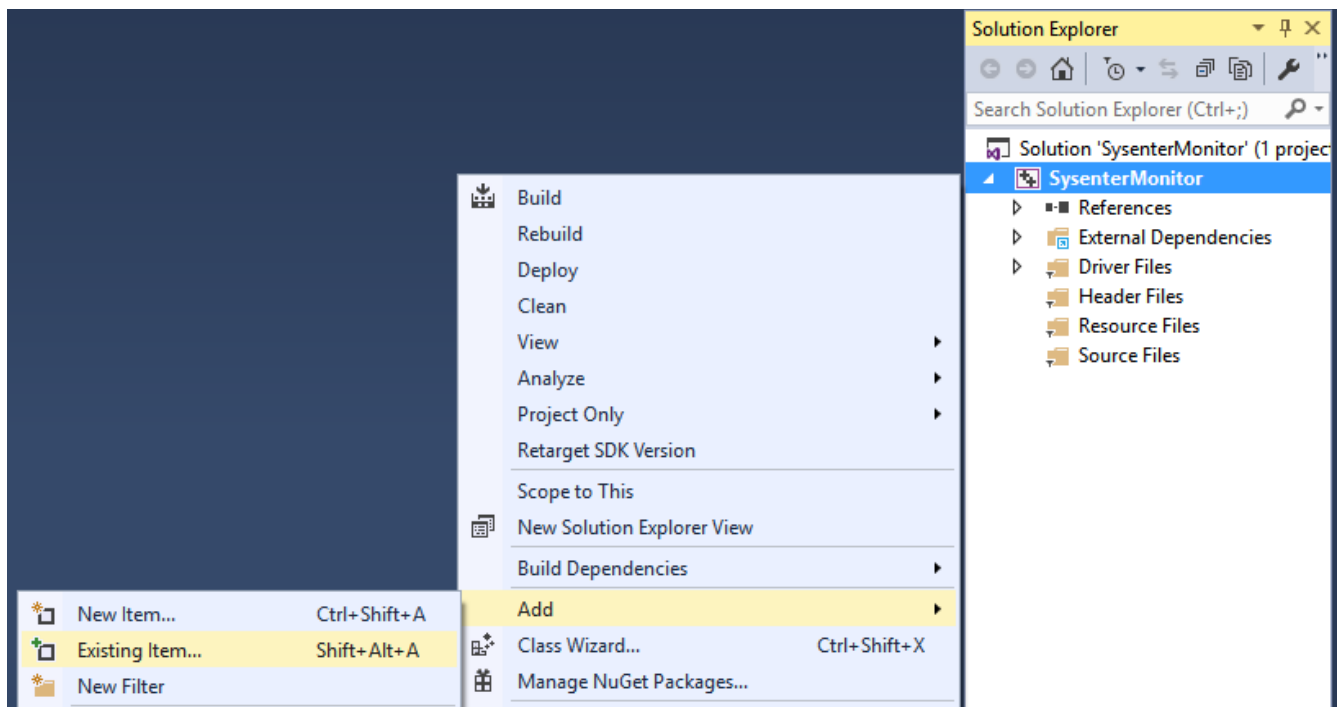 Solution Explorer
Search Solution Explorer (Ctrl+;)
Solution 'SysenterMonitor' (1 projec
SysenterMonitor
References
External Dependencies
Driver Files
Header Files
Resource Files
Source Files
Build
Rebuild
Deploy
Clean
View
Analyze
Project Only
Retarget SDK Version
Scope to This
New Solution Explorer View
Build Dependencies
Add
Class Wizard... Ctrl+Shift+X
Manage NuGet Packages...
New Item... Ctrl+Shift+A
Existing Item... Shift+Alt+A
New Filter